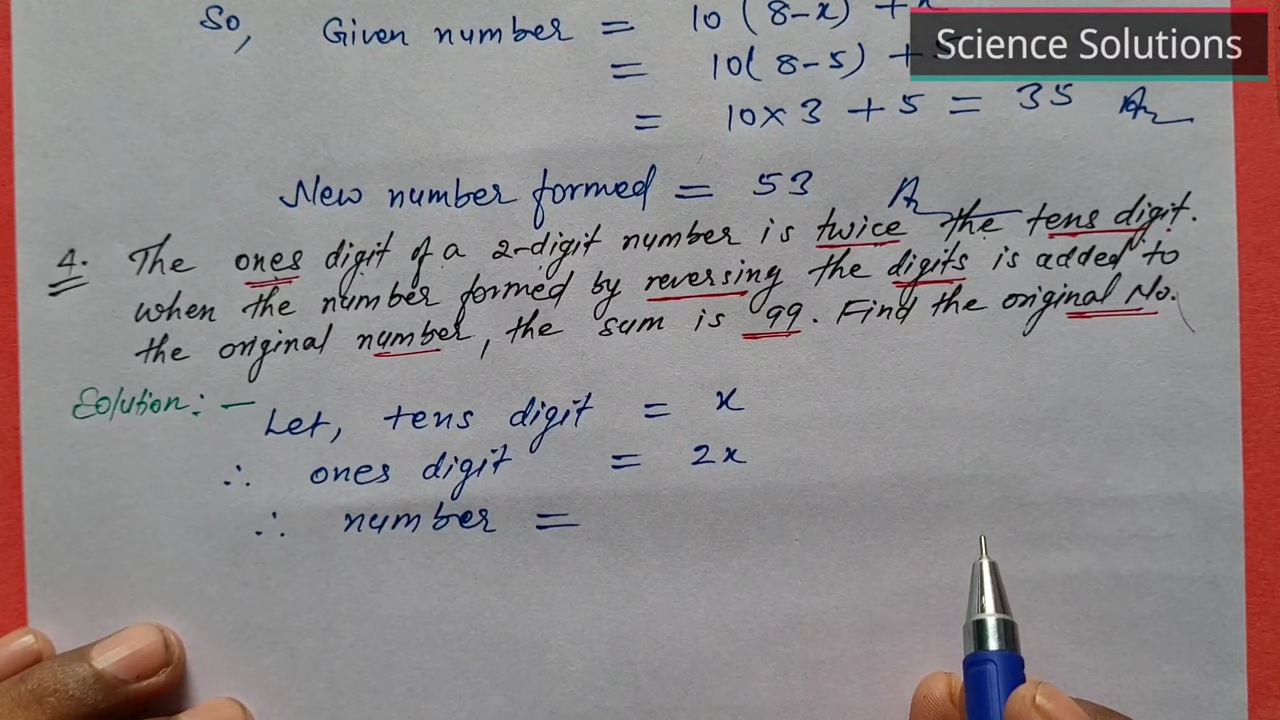 So, Given number = 10 ( 8-x) +x
Science Solutions
= 10( 8-5) +
= 10×3 + 5 = 35 Ans
New number formed = 53 Ans
4. The ones digit of a 2-digit number is twice the tens digit.
when the number formed by reversing the digits is added to
the original number, the sum is 99. Find the original No.
Solution:- Let, tens digit = x
∴ ones digit = 2x
∴ number =